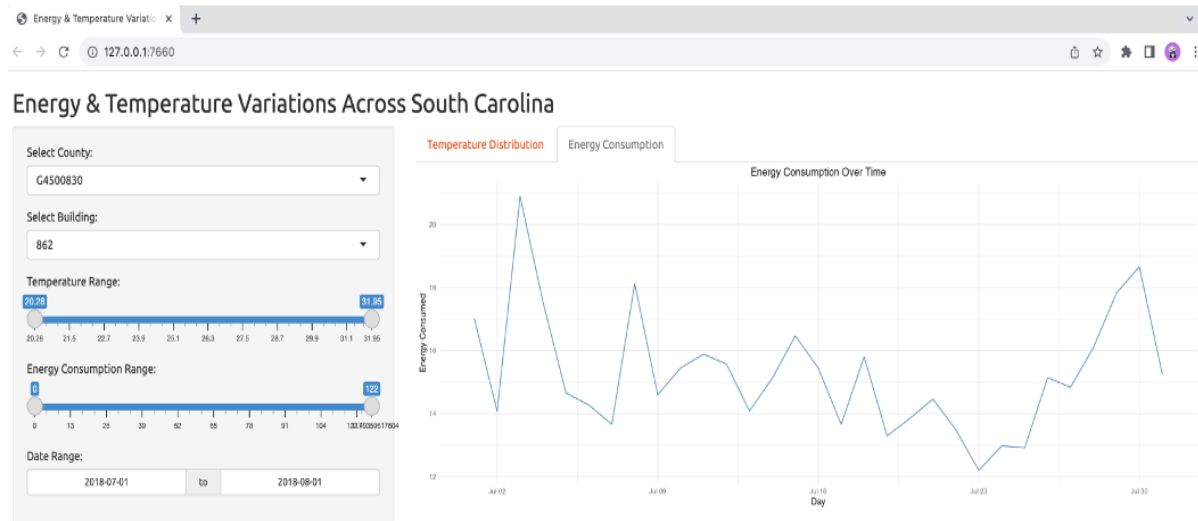 Energy & Temperature Variatio
127.0.0.1:7660
Energy & Temperature Variations Across South Carolina
Select County:
G4500830
Select Building:
862
Temperature Range:
20.28 31.95
20.28 21.5 22.7 23.9 25.1 26.3 27.5 28.7 29.9 31.1 31.95
Energy Consumption Range:
0 122
0 13 26 39 52 65 78 91 104
Date Range:
2018-07-01 to 2018-08-01
Temperature Distribution Energy Consumption
Energy Consumption Over Time
Energy Consumed
20
18
16
14
12
Jul 02 Jul 09 Jul 16 Jul 23 Jul 30
Day